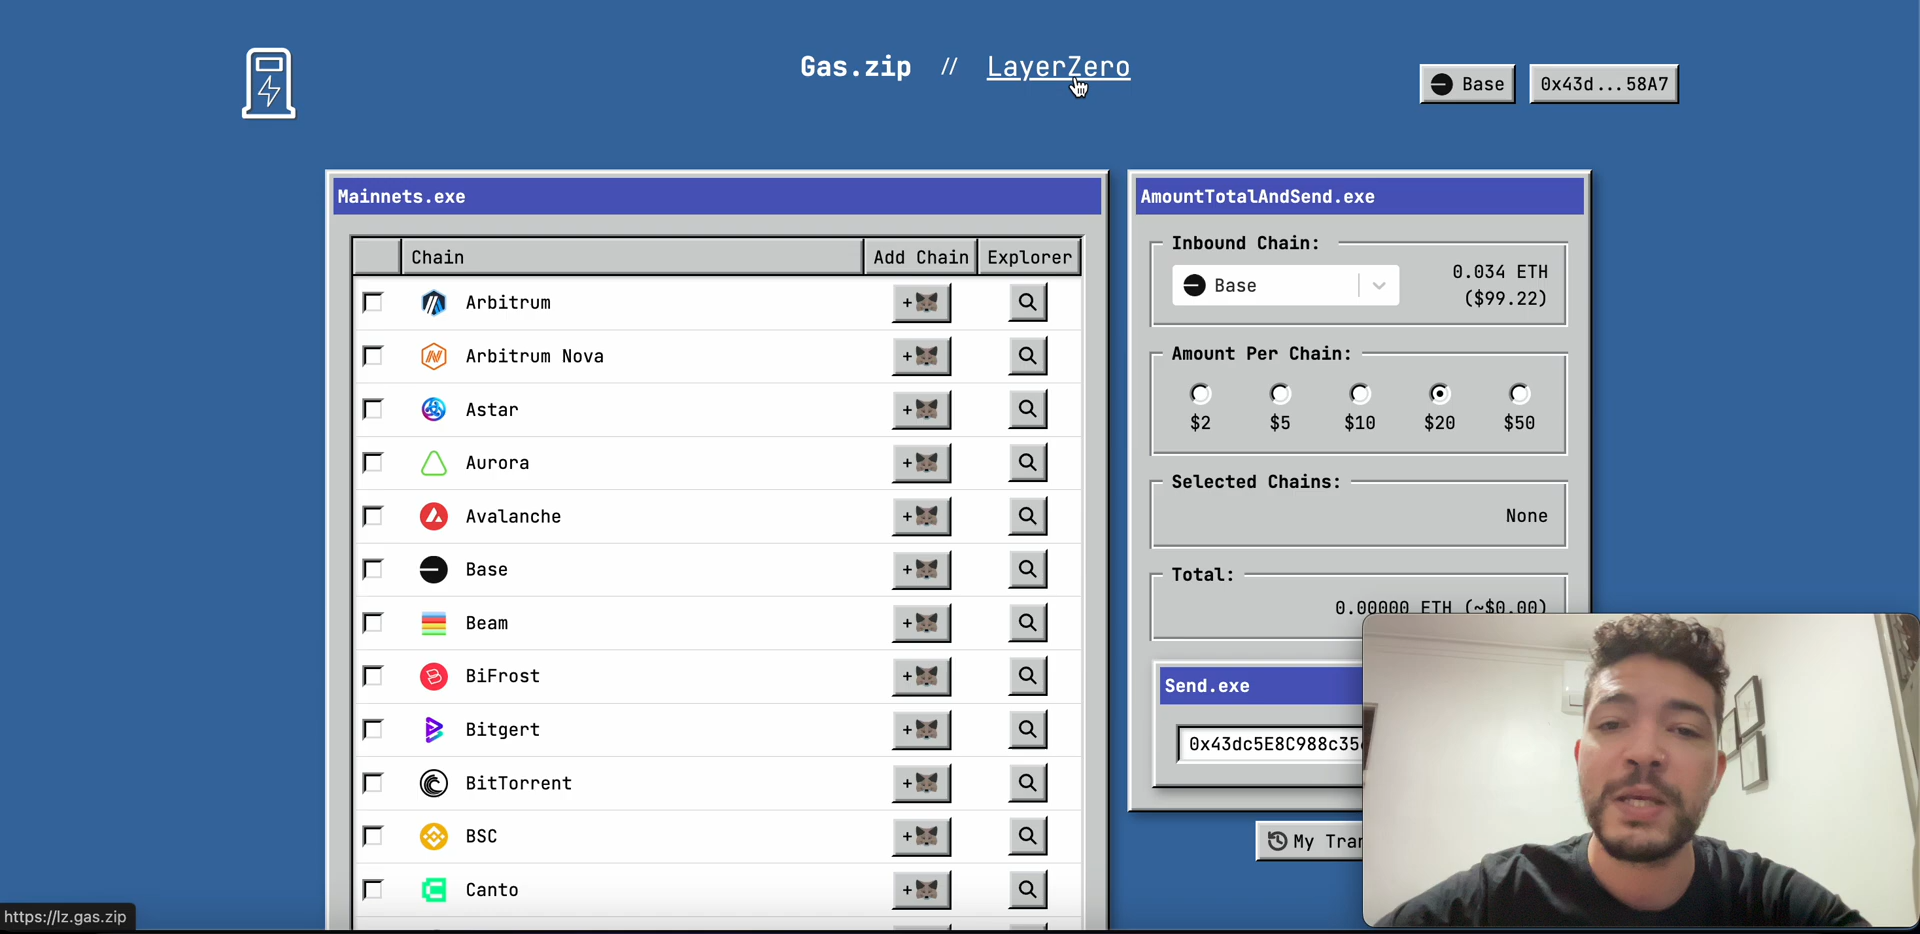 Gas.zip // LayerZero
Base
0x43d...58A7
Mainnets.exe
Chain Add Chain Explorer
Arbitrum +
Arbitrum Nova +
Astar +
Aurora +
Avalanche +
Base +
Beam +
BiFrost +
Bitgert +
BitTorrent +
BSC +
Canto +
AmountTotalAndSend.exe
Inbound Chain:
Base
0.034 ETH
($99.22)
Amount Per Chain:
$2 $5 $10 $20 $50
Selected Chains:
None
Total:
0.00000 ETH (~$0.00)
Send.exe
0x43dc5E8C988c35
My Tra
https://lz.gas.zip